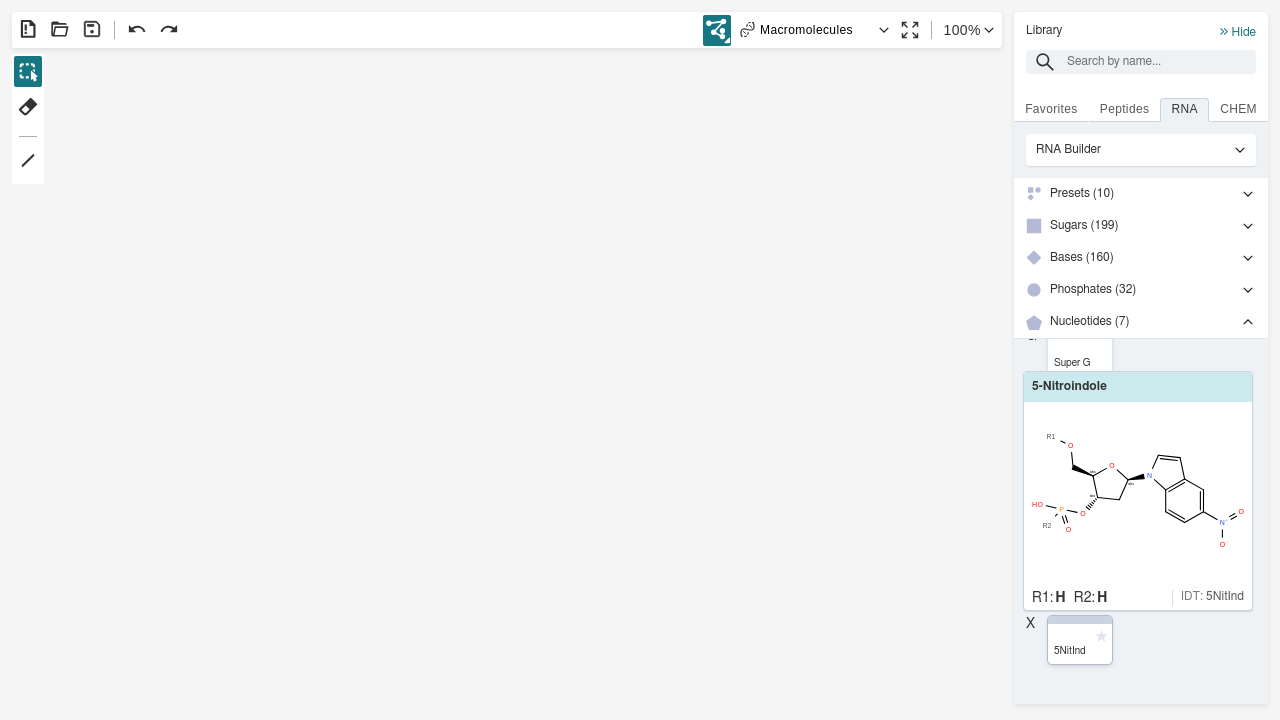 Macromolecules
100%
Library
Hide
Search by name...
Favorites
Peptides
RNA
CHEM
RNA Builder
Presets (10)
Sugars (199)
Bases (160)
Phosphates (32)
Nucleotides (7)
Super G
5-Nitroindole
R1
O
O
N
HO
P
O
R2
O
N
O
O
R1: H R2: H
IDT: 5NitInd
X
5NitInd